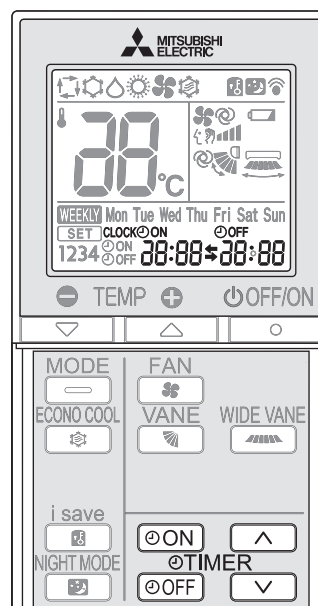 MITSUBISHI
ELECTRIC
88°C
WEEKLY Mon Tue Wed Thu Fri Sat Sun
SET CLOCK ON OFF
1234 ON OFF 88:88 88:88
TEMP OFF/ON
MODE FAN
ECONO COOL VANE WIDE VANE
i save
ON
NIGHT MODE TIMER
OFF